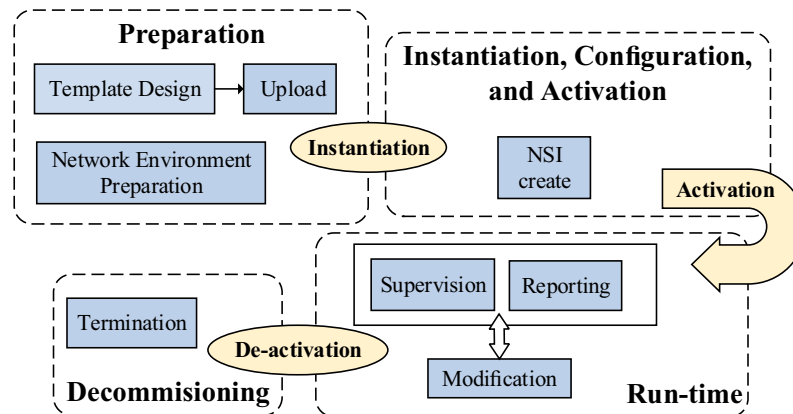 Preparation
Template Design
Upload
Network Environment
Preparation
Instantiation
Instantiation, Configuration,
and Activation
NSI
create
Activation
Supervision
Reporting
Modification
Run-time
De-activation
Termination
Decommisioning